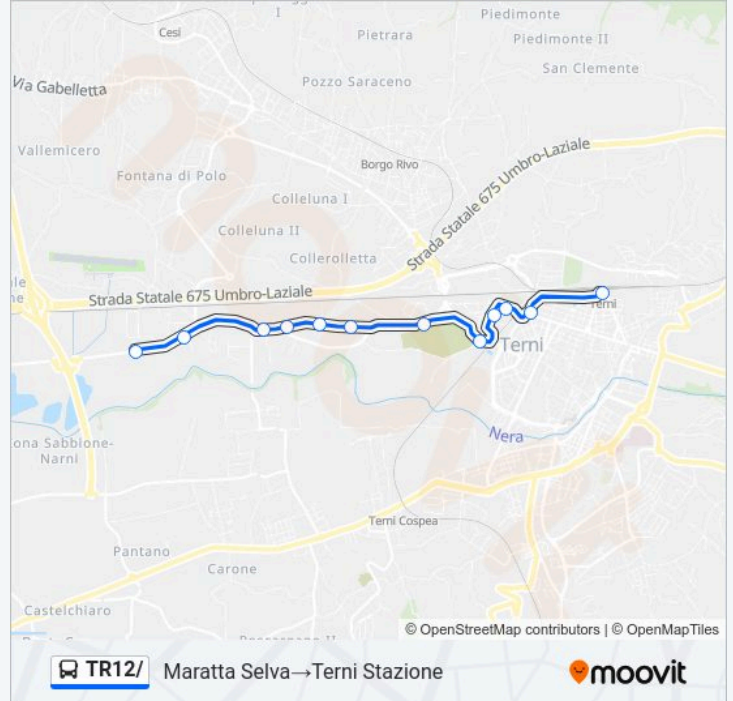 I
Piedimonte
Cesi
Pietrara
Piedimonte II
San Clemente
Pozzo Saraceno
Via Gabelletta
Vallemicero
Borgo Rivo
Fontana di Polo
Strada Statale 675 Umbro-Laziale
Colleluna I
Colleluna II
Collerolletta
Strada Statale 675 Umbro-Laziale
Terni
Terni
Nera
ona Sabbione-
Narni
Terni Cospea
Pantano
Carone
Castelchiaro
© OpenStreetMap contributors | © OpenMapTiles
TR12/ Maratta Selva→Terni Stazione
moovit